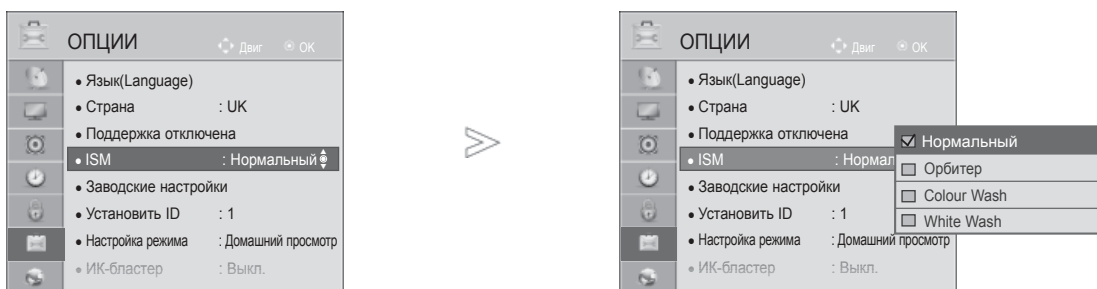 ОПЦИИ
Двиг
OK
• Язык(Language)
• Страна : UK
• Поддержка отключена
• ISM : Нормальный
• Заводские настройки
• Установить ID : 1
• Настройка режима : Домашний просмотр
• ИК-бластер : Выкл.
ОПЦИИ
Двиг
OK
• Язык(Language)
• Страна : UK
• Поддержка отключена
• ISM : Нормал
• Заводские настройки
• Установить ID : 1
• Настройка режима : Домашний просмотр
• ИК-бластер : Выкл.
Нормальный
Орбитер
Colour Wash
White Wash